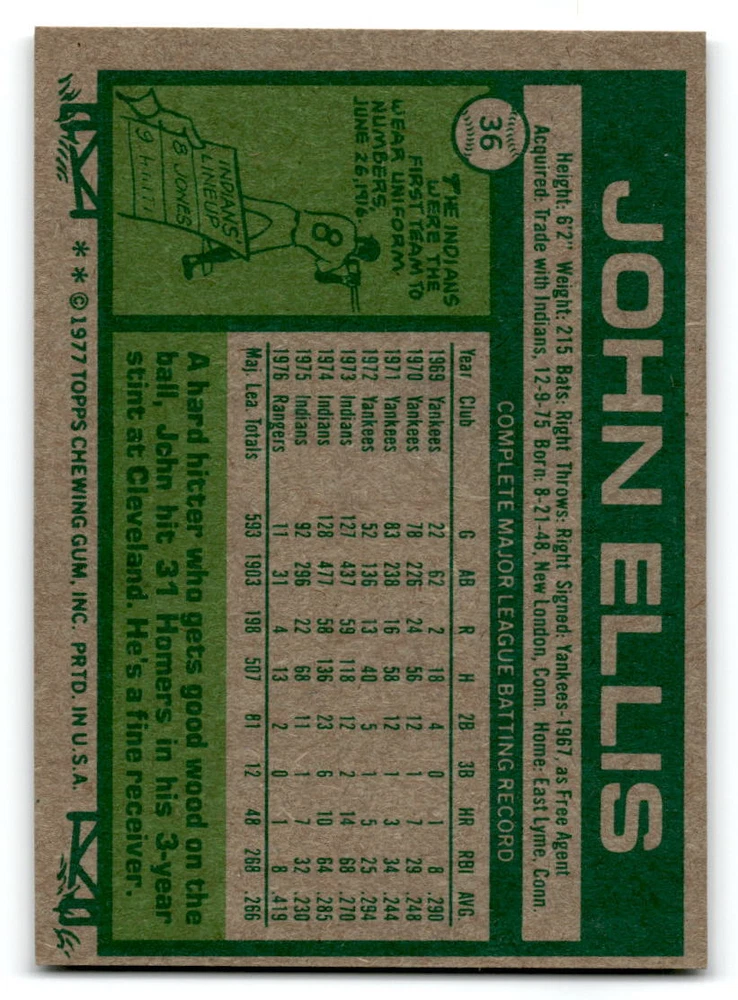 36
JOHN ELLIS
Height: 6'2" Weight: 215 Bats: Right Throws: Right Signed: Yankees-1967, as Free Agent
Acquired: Trade with Indians, 12-9-75 Born: 8-21-48, New London, Conn. Home: East Lyme, Conn.
COMPLETE MAJOR LEAGUE BATTING RECORD
Year Club G AB R H 2B 3B HR RBI AVG.
1969 Yankees 22 62 2 18 4 0 1 8 .290
1970 Yankees 78 226 24 56 12 1 7 29 .248
1971 Yankees 83 238 16 58 12 1 3 34 .244
1972 Yankees 52 136 13 40 5 1 5 25 .294
1973 Indians 127 437 59 118 12 2 14 68 .270
1974 Indians 128 477 58 136 23 6 10 64 .285
1975 Indians 92 296 22 68 11 1 7 32 .230
1976 Rangers 11 31 4 13 2 0 1 8 .419
Maj. Lea. Totals 593 1903 198 507 81 12 48 268 .266
THE INDIANS
WERE THE
FIRST TEAM TO
WEAR UNIFORM
NUMBERS,
JUNE 26, 1916.
8
INDIANS'
LINEUP
8 JONES
9
A hard hitter who gets good wood on the
ball, John hit 31 Homers in his 3-year
stint at Cleveland. He's a fine receiver.
* * © 1977 TOPPS CHEWING GUM, INC. PRTD. IN U.S.A.